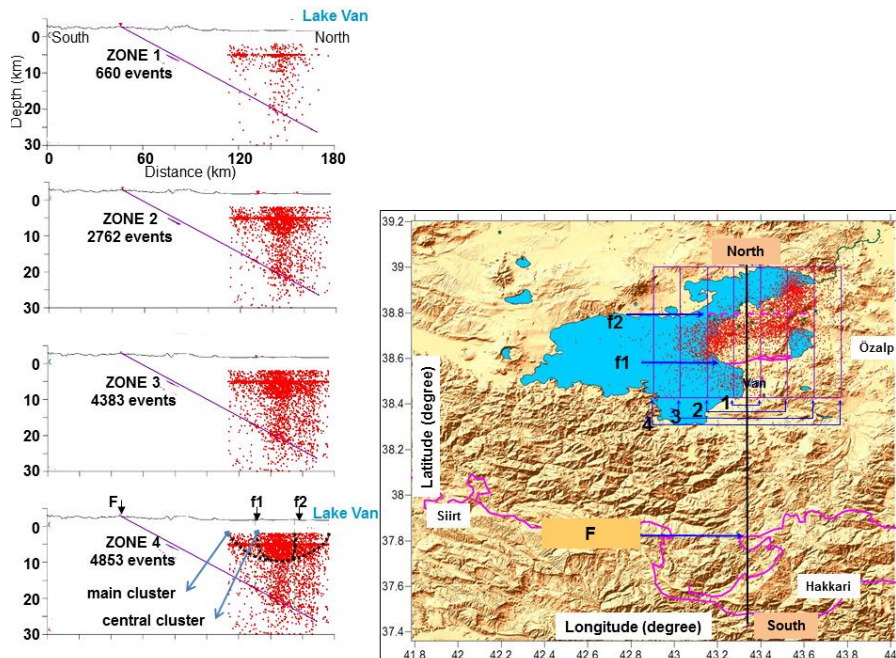 Lake Van
0
South
North
Depth (km)
ZONE 1
660 events
10
20
30
0
60
120
180
Distance (km)
0
ZONE 2
2762 events
10
20
30
0
ZONE 3
4383 events
10
20
30
F
f1
f2
Lake Van
0
ZONE 4
4853 events
10
main cluster
20
central cluster
30
39.2
North
39
38.8
f2
Özalp
38.6
f1
Van
Latitude (degree)
38.4
1
2
3
4
38.2
38
Siirt
F
37.8
37.6
Hakkari
Longitude (degree)
South
37.4
41.8 42 42.2 42.4 42.6 42.8 43 43.2 43.4 43.6 43.8 44